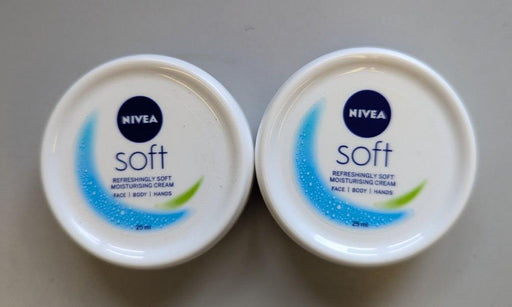 NIVEA
soft
REFRESHINGLY SOFT
MOISTURISING CREAM
FACE | BODY | HANDS
25 ml
NIVEA
soft
REFRESHINGLY SOFT
MOISTURISING CREAM
FACE | BODY | HANDS
25 ml